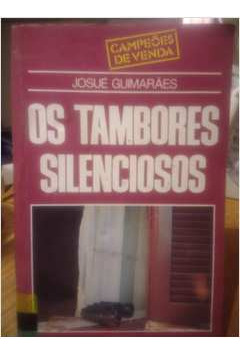 CAMPEÕES
DE VENDA
JOSUÉ GUIMARÃES
OS TAMBORES
SILENCIOSOS